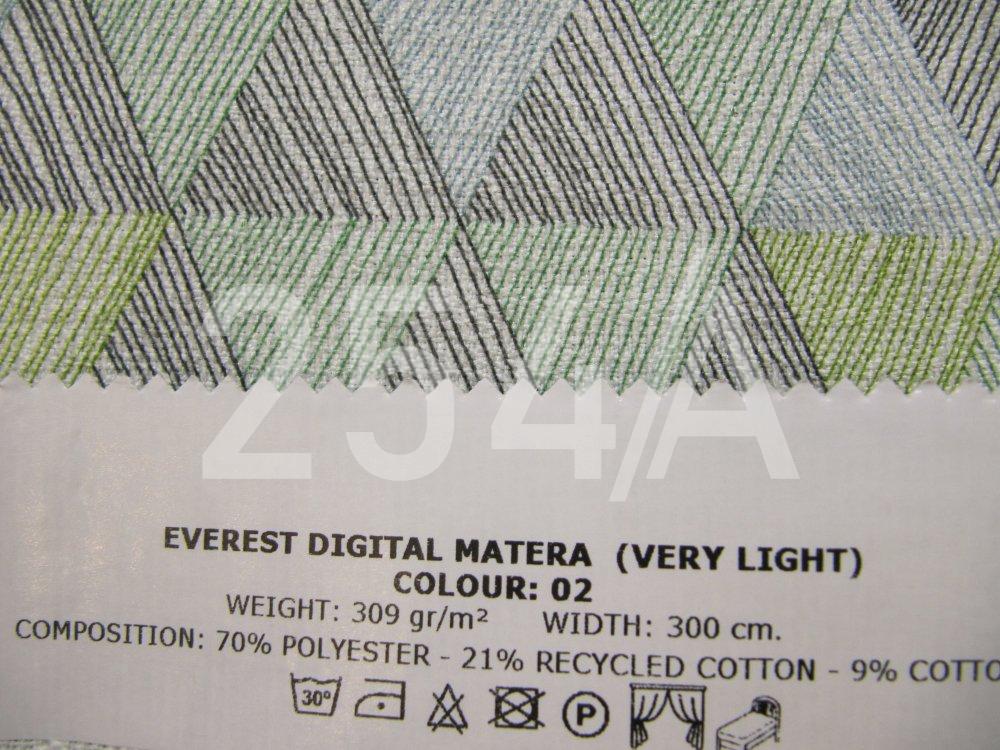 254/A
EVEREST DIGITAL MATERA (VERY LIGHT)
COLOUR: 02
WEIGHT: 309 gr/m² WIDTH: 300 cm.
COMPOSITION: 70% POLYESTER - 21% RECYCLED COTTON - 9% COTTO
30°
P